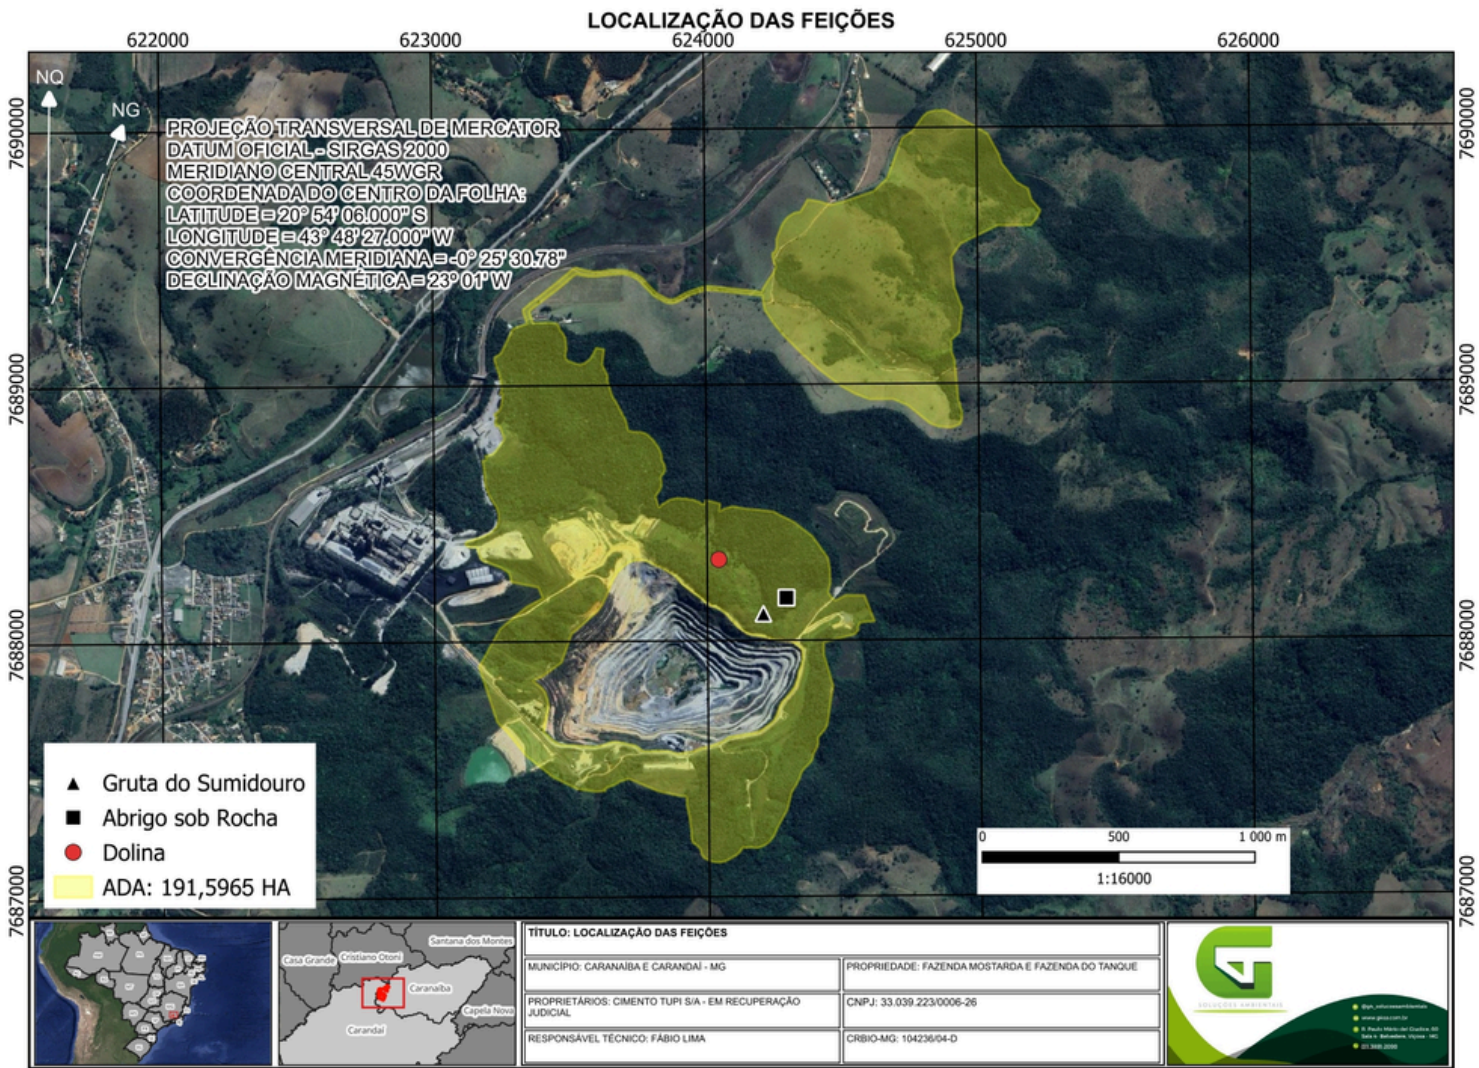 LOCALIZAÇÃO DAS FEIÇÕES
622000 623000 624000 625000 626000
NQ
NG
7690000
7690000
PROJEÇÃO TRANSVERSAL DE MERCATOR
DATUM OFICIAL - SIRGAS 2000
MERIDIANO CENTRAL 45WGR
COORDENADA DO CENTRO DA FOLHA:
LATITUDE = 20° 54' 06.000" S
LONGITUDE = 43° 48' 27.000" W
CONVERGÊNCIA MERIDIANA = -0° 25' 30.78"
DECLINAÇÃO MAGNÉTICA = 23° 01' W
7689000
7689000
7688000
7688000
7687000
7687000
Gruta do Sumidouro
Abrigo sob Rocha
Dolina
ADA: 191,5965 HA
0 500 1 000 m
1:16000
Santana dos Montes
Casa Grande
Cristiano Otoni
Caranaíba
Capela Nova
Carandaí
TÍTULO: LOCALIZAÇÃO DAS FEIÇÕES
MUNICÍPIO: CARANAÍBA E CARANDAÍ - MG
PROPRIEDADE: FAZENDA MOSTARDA E FAZENDA DO TANQUE
PROPRIETÁRIOS: CIMENTO TUPI S/A - EM RECUPERAÇÃO
JUDICIAL
CNPJ: 33.039.223/0006-26
RESPONSÁVEL TÉCNICO: FÁBIO LIMA
CRBIO-MG: 104236/04-D
SOLUÇÕES AMBIENTAIS